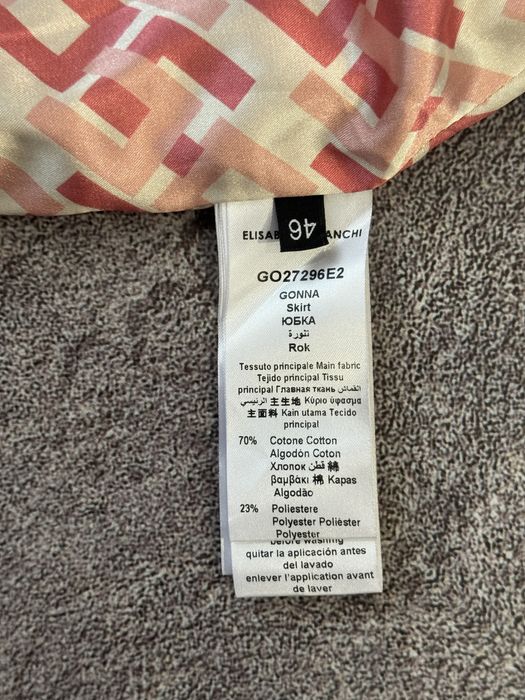 46
ELISAB ANCHI
GO27296E2
GONNA
Skirt
ЮБКА
تنورة
Rok
Tessuto principale Main fabric
Tejido principal Tissu
principal Главная ткань القماش
الرئيسي 主生地 Κύριο ύφασμα
主面料 Kain utama Tecido
principal
70% Cotone Cotton
Algodón Coton
Хлопок قطن 綿
βαμβάκι 棉 Kapas
Algodão
23% Poliestere
Polyester Polièster
Polyester
before washing
quitar la aplicación antes
del lavado
enlever l'application avant
de laver